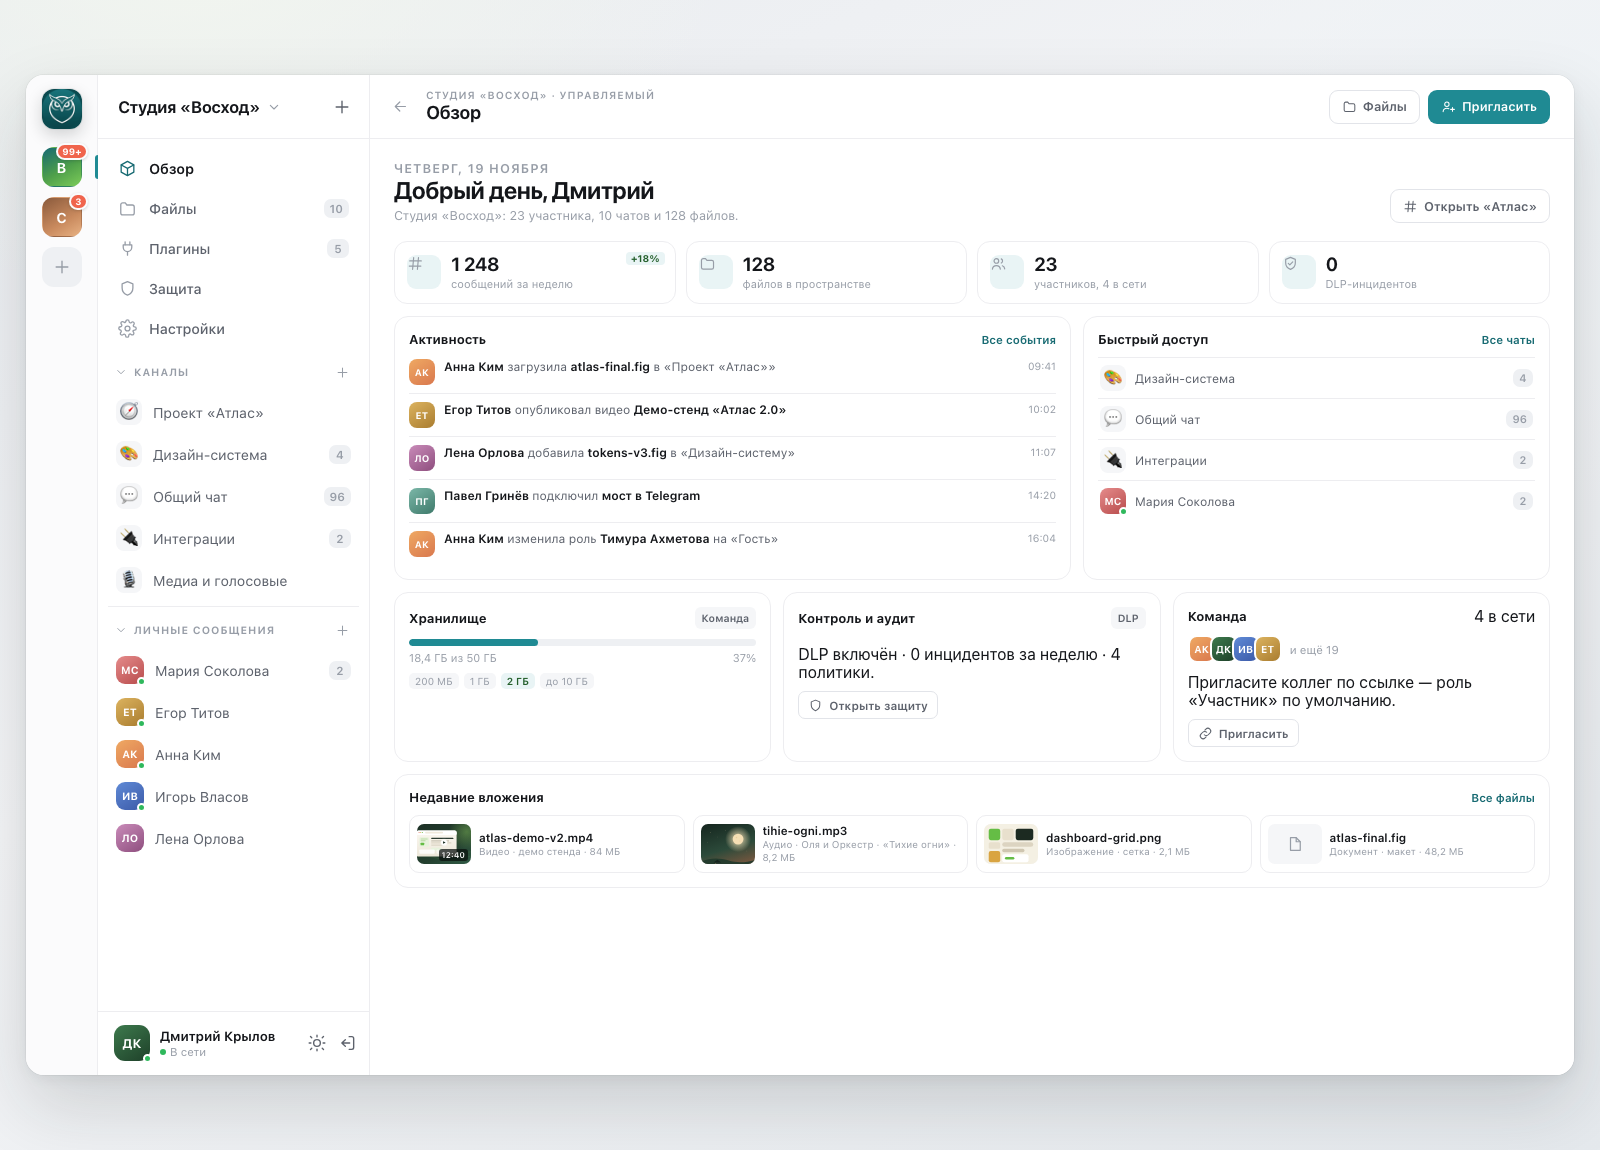 99+
В
3
С
Студия «Восход»
Обзор
Файлы 10
Плагины 5
Защита
Настройки
КАНАЛЫ
Проект «Атлас»
Дизайн-система 4
Общий чат 96
Интеграции 2
Медиа и голосовые
ЛИЧНЫЕ СООБЩЕНИЯ
МС Мария Соколова 2
ЕТ Егор Титов
АК Анна Ким
ИВ Игорь Власов
ЛО Лена Орлова
ДК Дмитрий Крылов
В сети
СТУДИЯ «ВОСХОД» · УПРАВЛЯЕМЫЙ
Обзор
Файлы
Пригласить
ЧЕТВЕРГ, 19 НОЯБРЯ
Добрый день, Дмитрий
Студия «Восход»: 23 участника, 10 чатов и 128 файлов.
Открыть «Атлас»
1 248
сообщений за неделю
+18%
128
файлов в пространстве
23
участников, 4 в сети
0
DLP-инцидентов
Активность Все события
АК Анна Ким загрузила atlas-final.fig в «Проект «Атлас»» 09:41
ЕТ Егор Титов опубликовал видео Демо-стенд «Атлас 2.0» 10:02
ЛО Лена Орлова добавила tokens-v3.fig в «Дизайн-систему» 11:07
ПГ Павел Гринёв подключил мост в Telegram 14:20
АК Анна Ким изменила роль Тимура Ахметова на «Гость» 16:04
Быстрый доступ Все чаты
Дизайн-система 4
Общий чат 96
Интеграции 2
МС Мария Соколова 2
Хранилище Команда
18,4 ГБ из 50 ГБ 37%
200 МБ 1 ГБ 2 ГБ до 10 ГБ
Контроль и аудит DLP
DLP включён · 0 инцидентов за неделю · 4
политики.
Открыть защиту
Команда 4 в сети
АК ДК ИВ ЕТ и ещё 19
Пригласите коллег по ссылке — роль
«Участник» по умолчанию.
Пригласить
Недавние вложения Все файлы
12:40
atlas-demo-v2.mp4
Видео · демо стенда · 84 МБ
tihie-ogni.mp3
Аудио · Оля и Оркестр · «Тихие огни» ·
8,2 МБ
dashboard-grid.png
Изображение · сетка · 2,1 МБ
atlas-final.fig
Документ · макет · 48,2 МБ